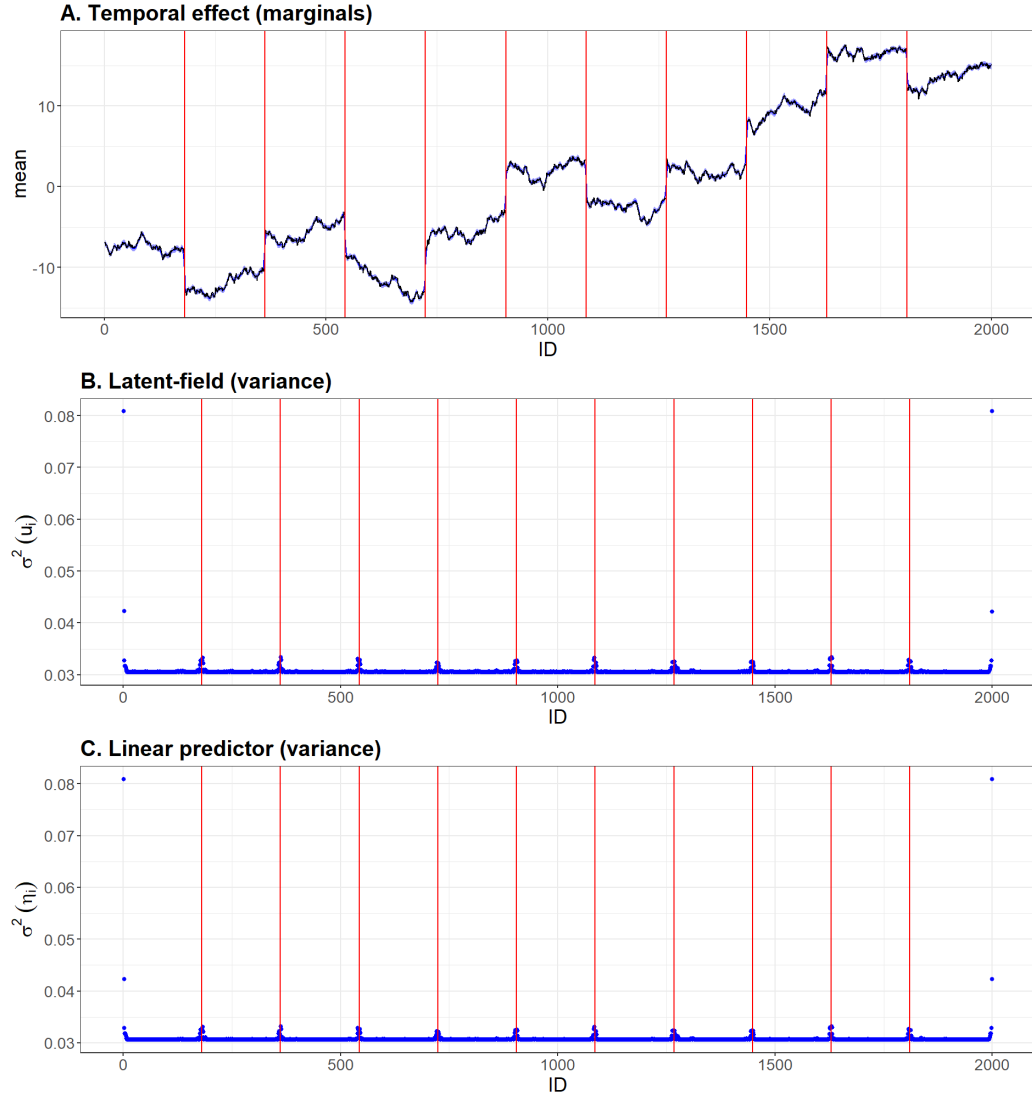 A. Temporal effect (marginals)
mean
10
0
-10
0 500 1000 1500 2000
ID
B. Latent-field (variance)
σ² (uᵢ)
0.08
0.07
0.06
0.05
0.04
0.03
0 500 1000 1500 2000
ID
C. Linear predictor (variance)
σ² (ηᵢ)
0.08
0.07
0.06
0.05
0.04
0.03
0 500 1000 1500 2000
ID